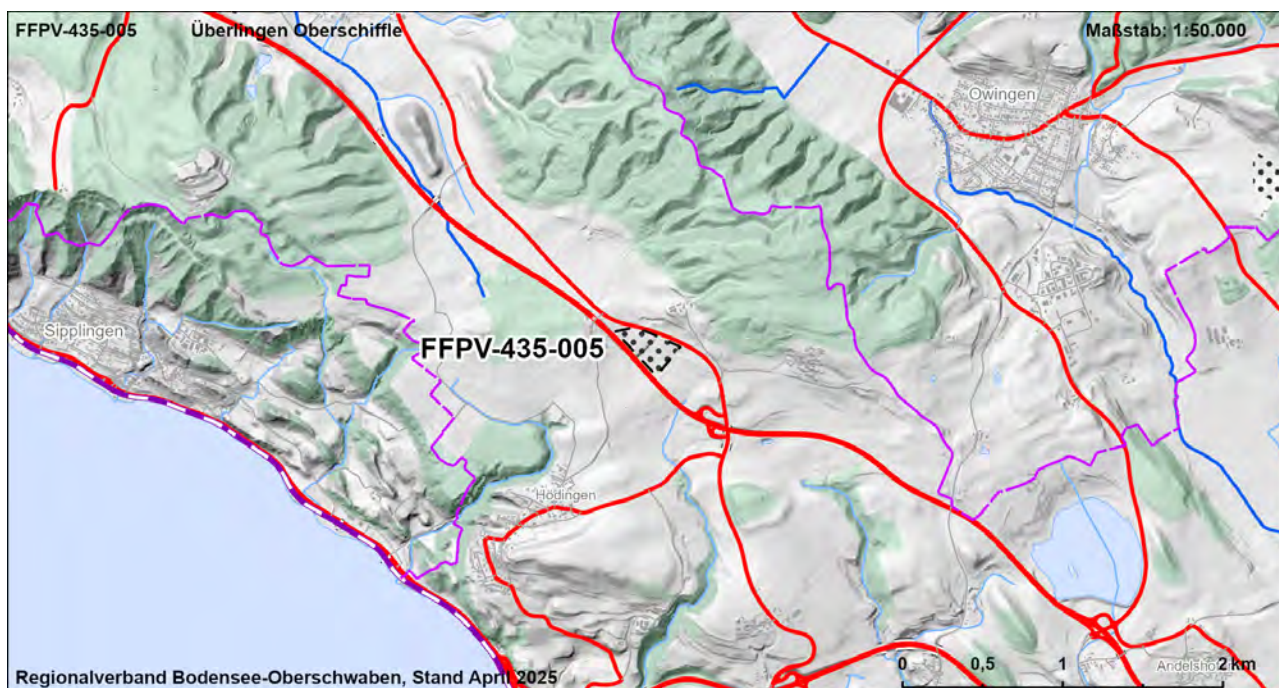 FFPV-435-005 Überlingen Oberschiffle Maßstab: 1:50.000
Owingen
Sipplingen
FFPV-435-005
Hödingen
0 0,5 1 2 km
Andelshofen
Regionalverband Bodensee-Oberschwaben, Stand April 2025